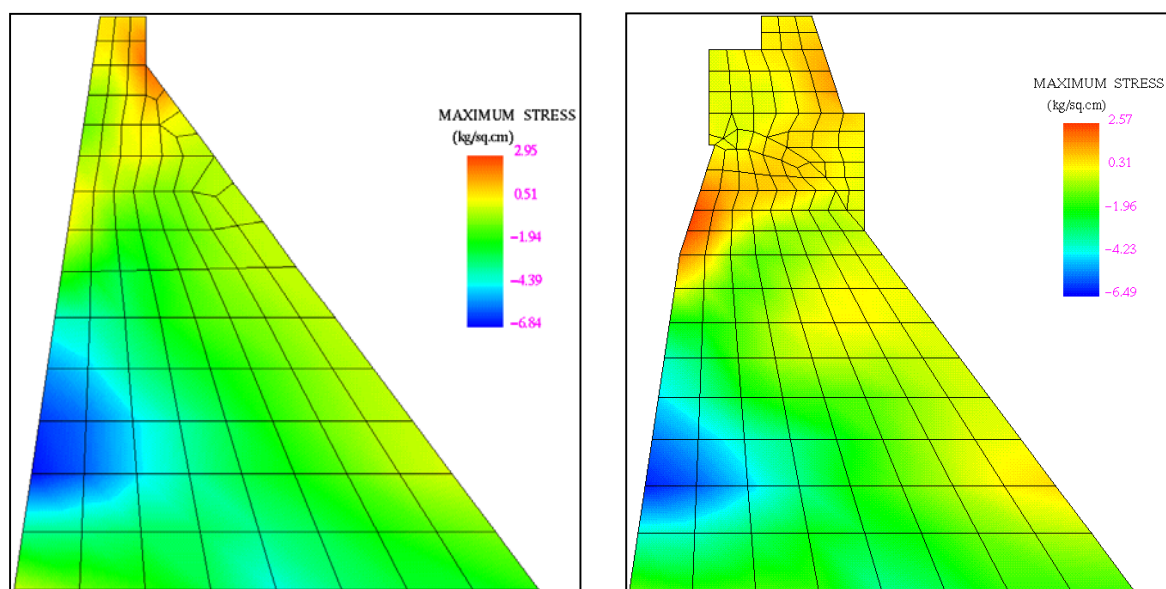 MAXIMUM STRESS
(kg/sq.cm)
2.95
0.51
−1.94
−4.39
−6.84
MAXIMUM STRESS
(kg/sq.cm)
2.57
0.31
−1.96
−4.23
−6.49